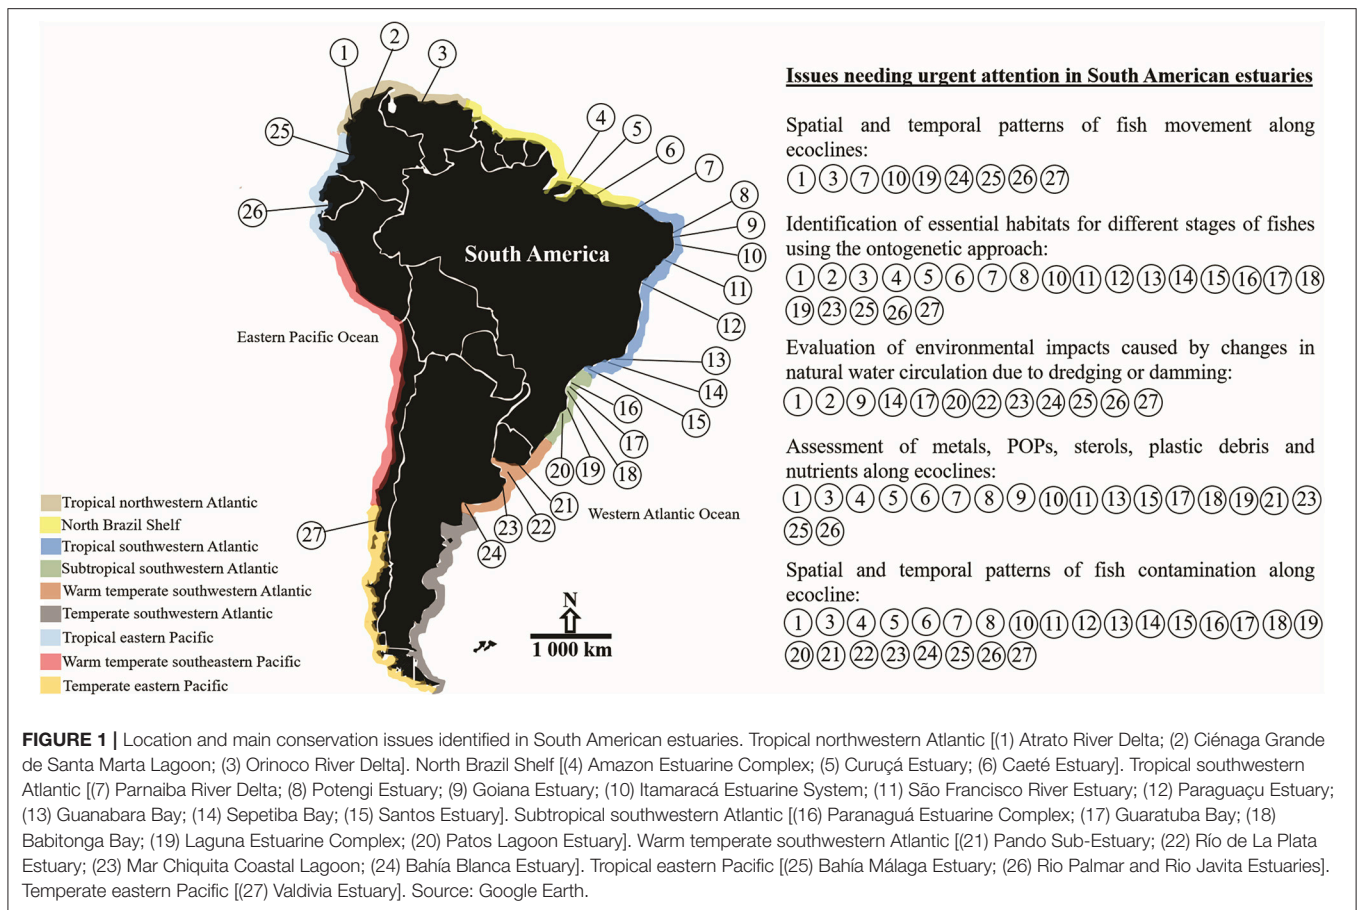 1
2
3
4
5
6
7
8
9
10
11
12
13
14
15
16
17
18
19
20
21
22
23
24
25
26
27
South America
Eastern Pacific Ocean
Western Atlantic Ocean
N
1 000 km
Tropical northwestern Atlantic
North Brazil Shelf
Tropical southwestern Atlantic
Subtropical southwestern Atlantic
Warm temperate southwestern Atlantic
Temperate southwestern Atlantic
Tropical eastern Pacific
Warm temperate southeastern Pacific
Temperate eastern Pacific
Issues needing urgent attention in South American estuaries
Spatial and temporal patterns of fish movement along
ecoclines:
1 3 7 10 19 24 25 26 27
Identification of essential habitats for different stages of fishes
using the ontogenetic approach:
1 2 3 4 5 6 7 8 10 11 12 13 14 15 16 17 18
19 23 25 26 27
Evaluation of environmental impacts caused by changes in
natural water circulation due to dredging or damming:
1 2 9 14 17 20 22 23 24 25 26 27
Assessment of metals, POPs, sterols, plastic debris and
nutrients along ecoclines:
1 3 4 5 6 7 8 9 10 11 13 15 17 18 19 21 23
25 26
Spatial and temporal patterns of fish contamination along
ecocline:
1 3 4 5 6 7 8 10 11 12 13 14 15 16 17 18 19
20 21 22 23 24 25 26 27
FIGURE 1 | Location and main conservation issues identified in South American estuaries. Tropical northwestern Atlantic [(1) Atrato River Delta; (2) Ciénaga Grande
de Santa Marta Lagoon; (3) Orinoco River Delta]. North Brazil Shelf [(4) Amazon Estuarine Complex; (5) Curuçá Estuary; (6) Caeté Estuary]. Tropical southwestern
Atlantic [(7) Parnaiba River Delta; (8) Potengi Estuary; (9) Goiana Estuary; (10) Itamaracá Estuarine System; (11) São Francisco River Estuary; (12) Paraguaçu Estuary;
(13) Guanabara Bay; (14) Sepetiba Bay; (15) Santos Estuary]. Subtropical southwestern Atlantic [(16) Paranaguá Estuarine Complex; (17) Guaratuba Bay; (18)
Babitonga Bay; (19) Laguna Estuarine Complex; (20) Patos Lagoon Estuary]. Warm temperate southwestern Atlantic [(21) Pando Sub-Estuary; (22) Río de La Plata
Estuary; (23) Mar Chiquita Coastal Lagoon; (24) Bahía Blanca Estuary]. Tropical eastern Pacific [(25) Bahía Málaga Estuary; (26) Rio Palmar and Rio Javita Estuaries].
Temperate eastern Pacific [(27) Valdivia Estuary]. Source: Google Earth.